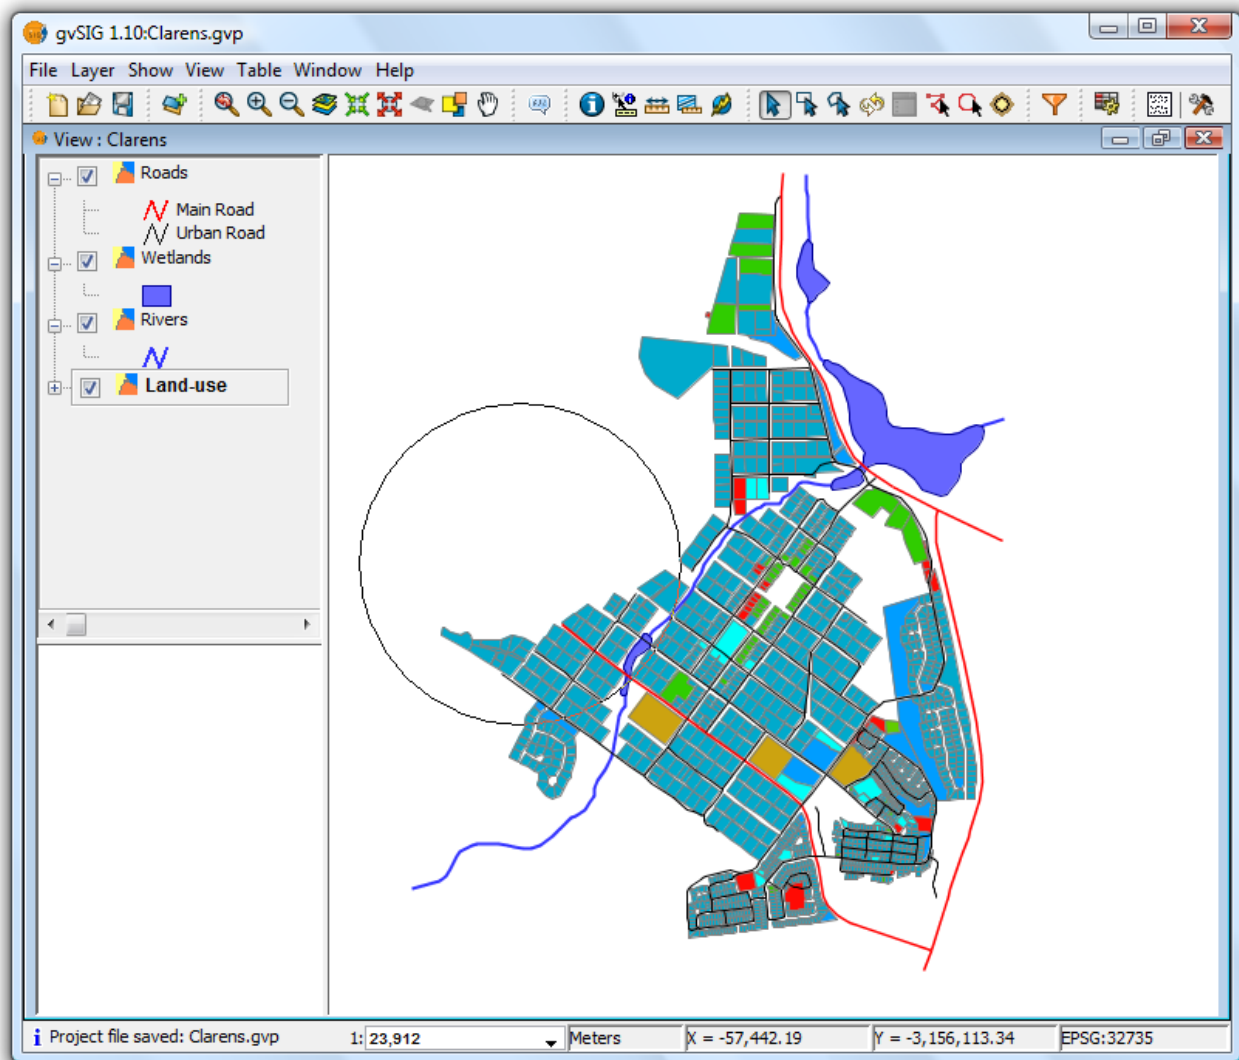 gvSIG 1.10:Clarens.gvp
File Layer Show View Table Window Help
View : Clarens
Roads
Main Road
Urban Road
Wetlands
Rivers
Land-use
Project file saved: Clarens.gvp 1: 23,912 Meters X = -57,442.19 Y = -3,156,113.34 EPSG:32735